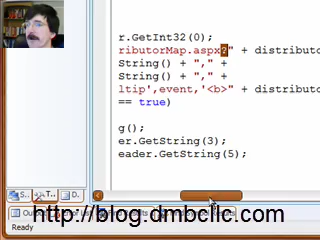 r.GetInt32(0);
ributorMap.aspx?" + distributo
String() + "," +
String() + "," +
ltip',event,'<b>" + distributo
== true)
g();
er.GetString(3);
eader.GetString(5);
S... T... D...
http://blog.dmbcllc.com
Ready